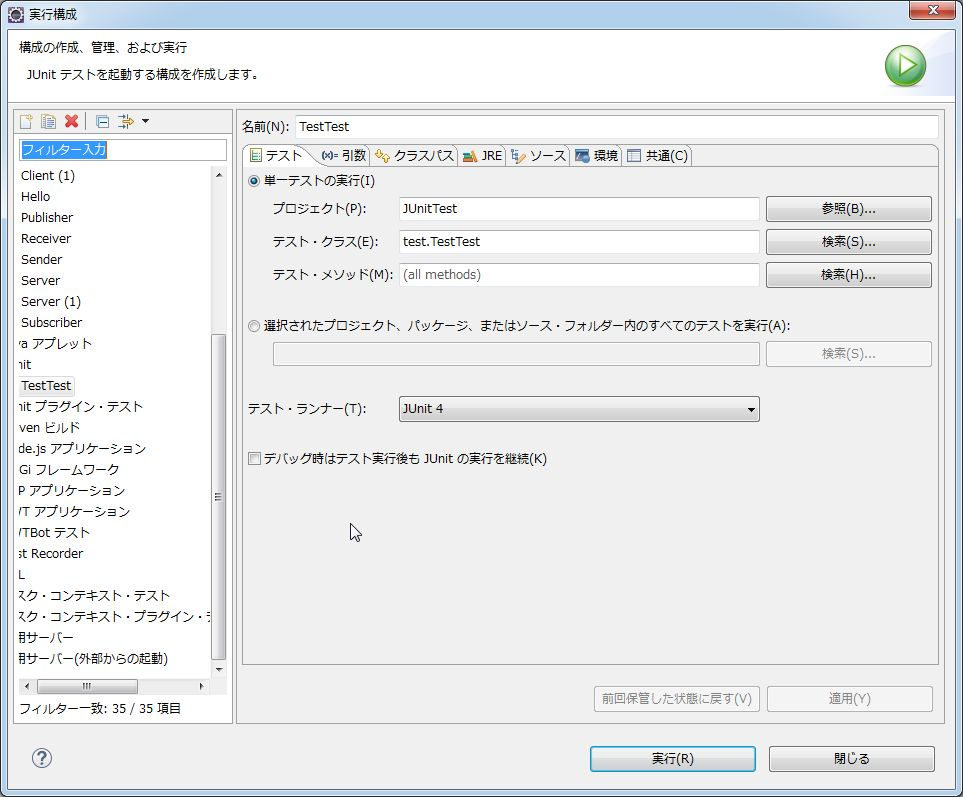 実行構成
構成の作成、管理、および実行
JUnit テストを起動する構成を作成します。
フィルター入力
Client (1)
Hello
Publisher
Receiver
Sender
Server
Server (1)
Subscriber
va アプレット
nit
TestTest
nit プラグイン・テスト
ven ビルド
de.js アプリケーション
Gi フレームワーク
P アプリケーション
VT アプリケーション
VTBot テスト
st Recorder
L
スク・コンテキスト・テスト
スク・コンテキスト・プラグイン・テ
用サーバー
用サーバー(外部からの起動)
フィルター一致: 35 / 35 項目
名前(N): TestTest
テスト (x)= 引数 クラスパス JRE ソース 環境 共通(C)
単一テストの実行(I)
プロジェクト(P): JUnitTest 参照(B)...
テスト・クラス(E): test.TestTest 検索(S)...
テスト・メソッド(M): (all methods) 検索(H)...
選択されたプロジェクト、パッケージ、またはソース・フォルダー内のすべてのテストを実行(A):
検索(S)...
テスト・ランナー(T): JUnit 4
デバッグ時はテスト実行後も JUnit の実行を継続(K)
前回保管した状態に戻す(V) 適用(Y)
? 実行(R) 閉じる